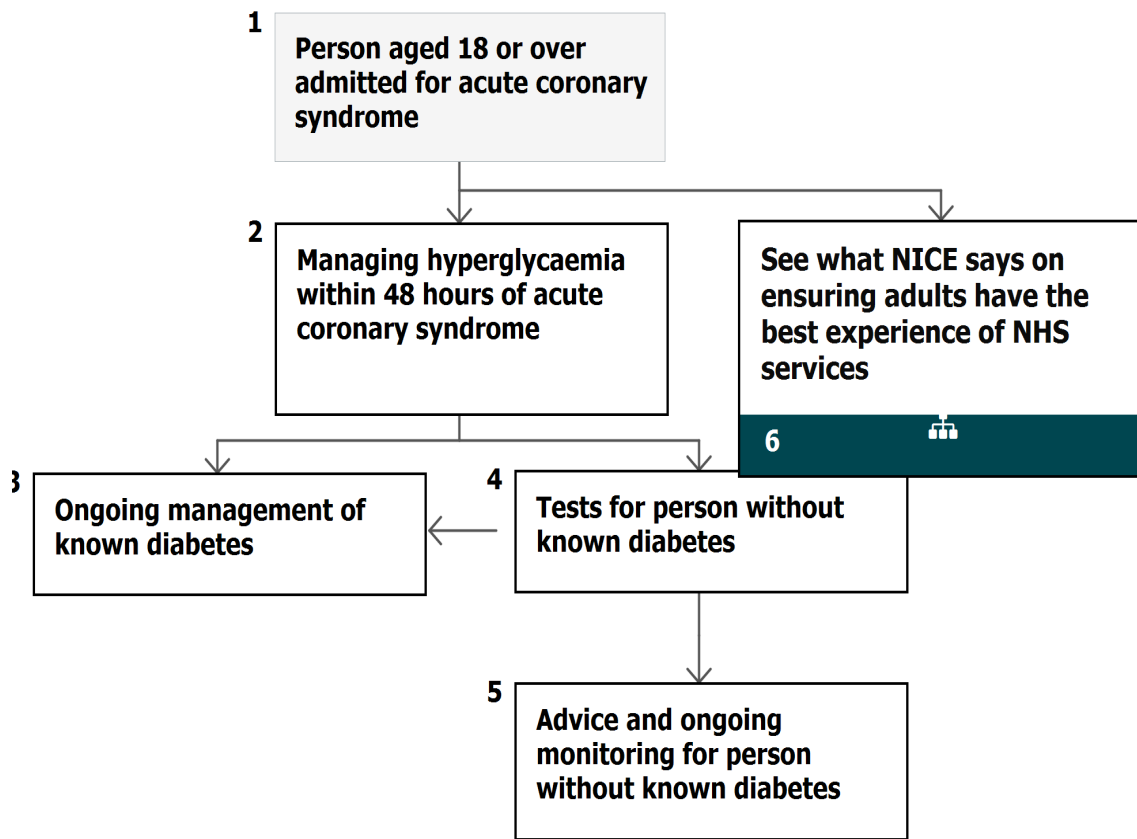 1
Person aged 18 or over
admitted for acute coronary
syndrome
2
Managing hyperglycaemia
within 48 hours of acute
coronary syndrome
See what NICE says on
ensuring adults have the
best experience of NHS
services
6
3
Ongoing management of
known diabetes
4
Tests for person without
known diabetes
5
Advice and ongoing
monitoring for person
without known diabetes